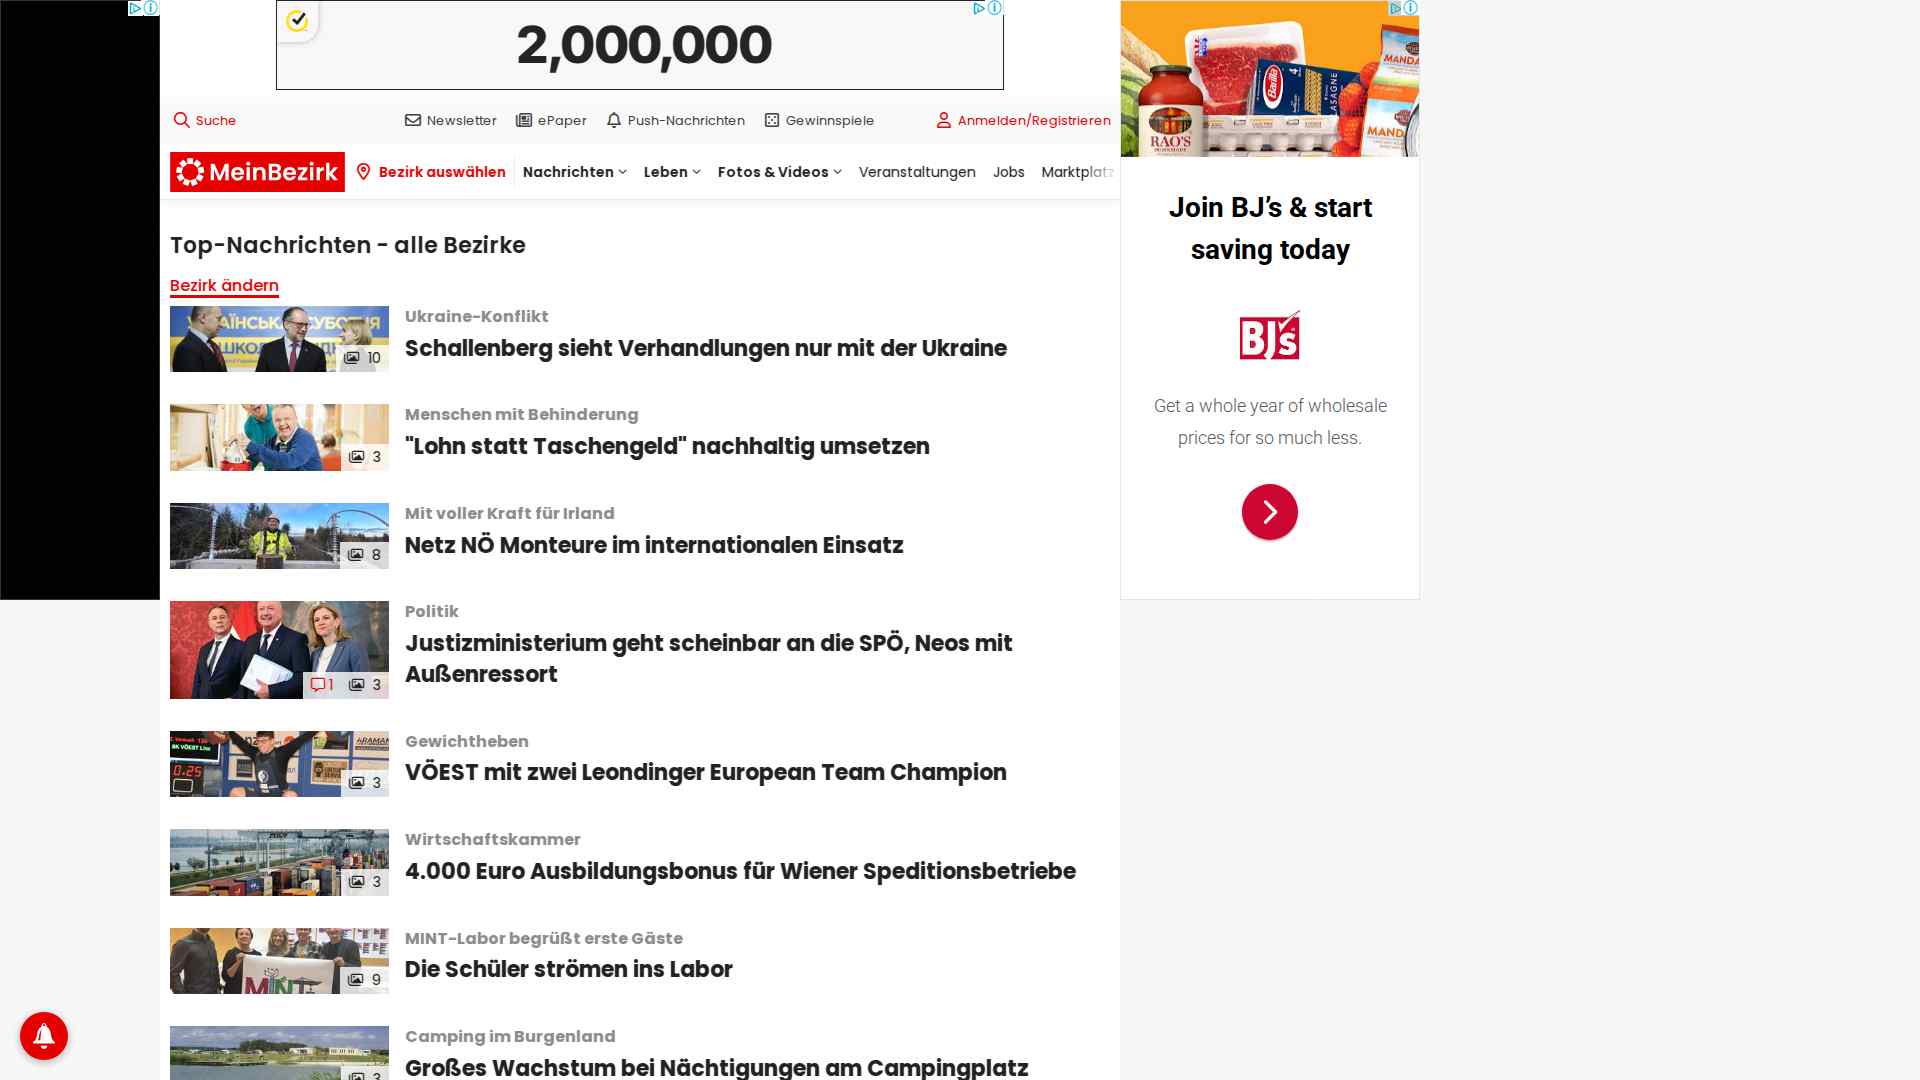 2,000,000
Suche
Newsletter
ePaper
Push-Nachrichten
Gewinnspiele
Anmelden/Registrieren
MeinBezirk
Bezirk auswählen
Nachrichten
Leben
Fotos & Videos
Veranstaltungen
Jobs
Marktplatz
Top-Nachrichten - alle Bezirke
Bezirk ändern
10
Ukraine-Konflikt
Schallenberg sieht Verhandlungen nur mit der Ukraine
3
Menschen mit Behinderung
"Lohn statt Taschengeld" nachhaltig umsetzen
8
Mit voller Kraft für Irland
Netz NÖ Monteure im internationalen Einsatz
1
3
Politik
Justizministerium geht scheinbar an die SPÖ, Neos mit
Außenressort
3
Gewichtheben
VÖEST mit zwei Leondinger European Team Champion
3
Wirtschaftskammer
4.000 Euro Ausbildungsbonus für Wiener Speditionsbetriebe
9
MINT-Labor begrüßt erste Gäste
Die Schüler strömen ins Labor
3
Camping im Burgenland
Großes Wachstum bei Nächtigungen am Campingplatz
RAO'S
Barilla
LASAGNE
Join BJ's & start
saving today
BJ's
Get a whole year of wholesale
prices for so much less.